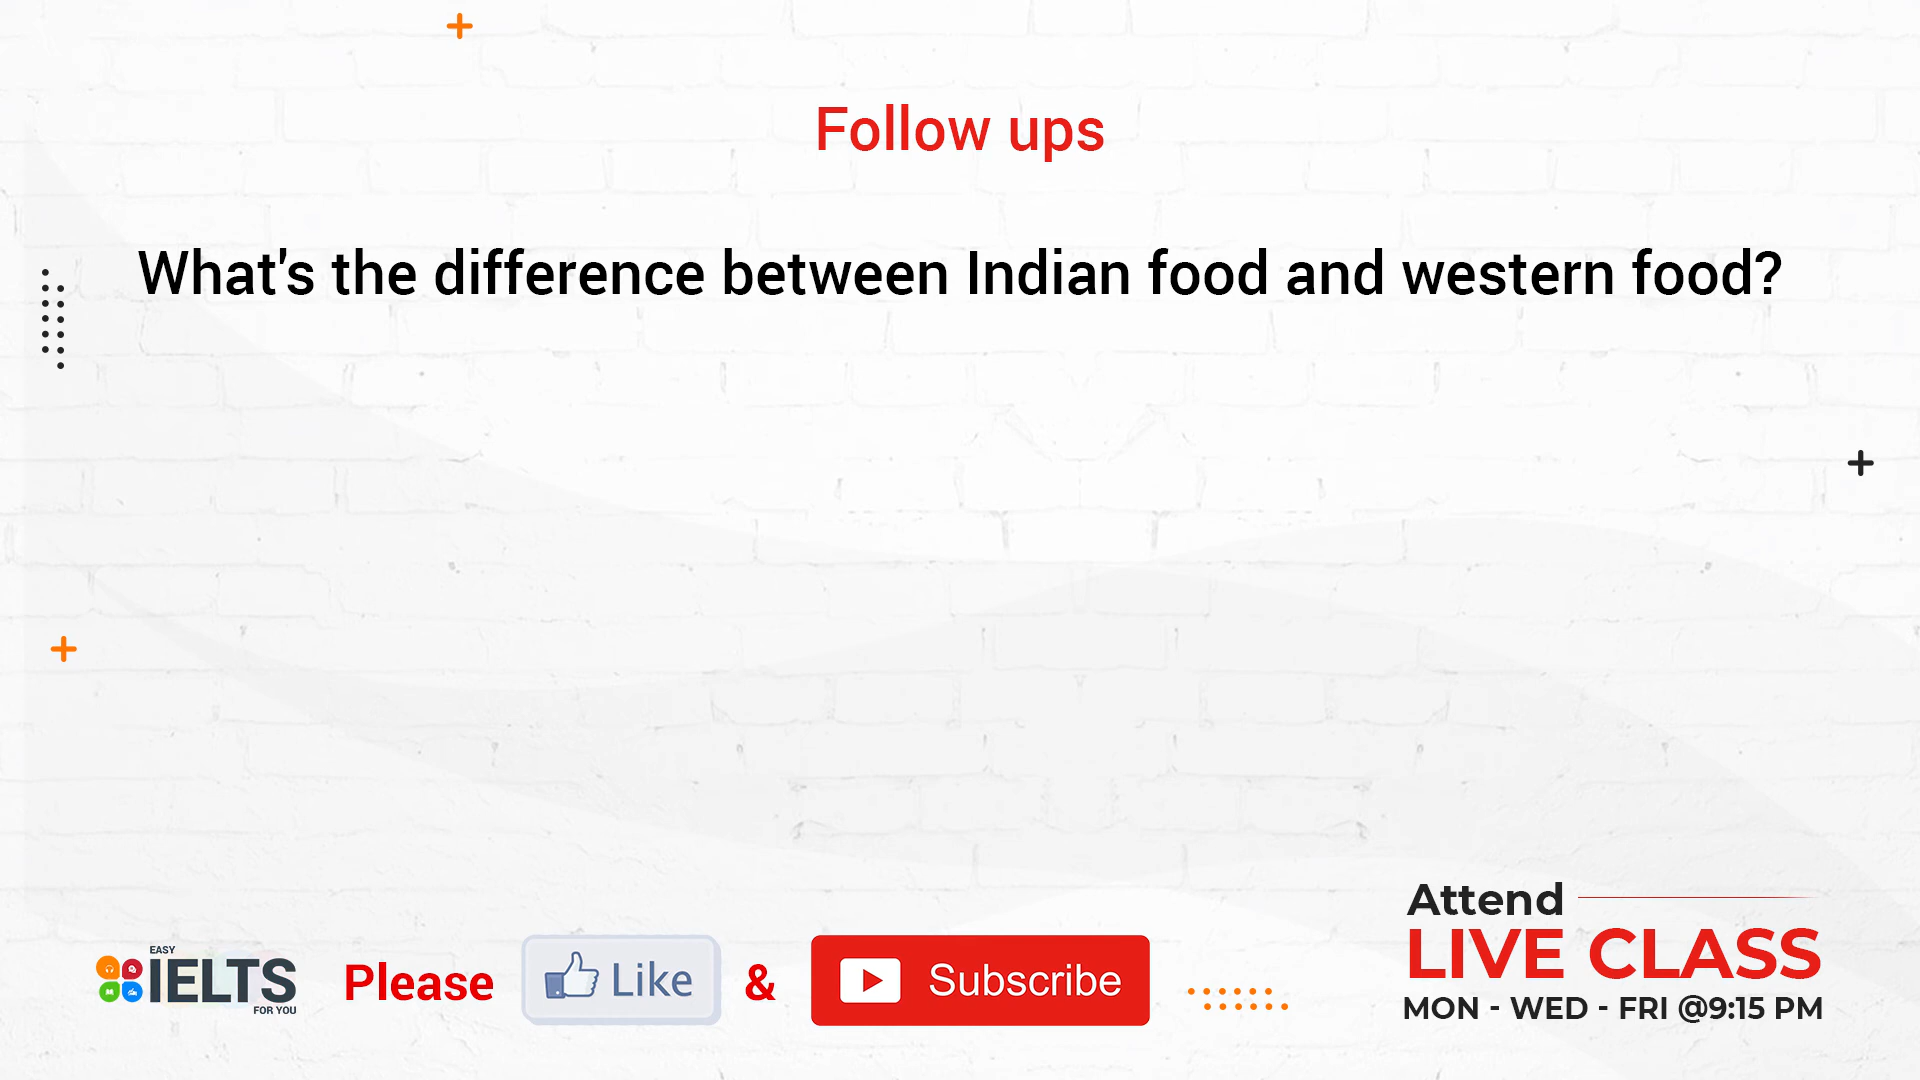 Follow ups
What's the difference between Indian food and western food?
Attend
LIVE CLASS
MON - WED - FRI @9:15 PM
EASY
IELTS
FOR YOU
Please
Like
&
Subscribe